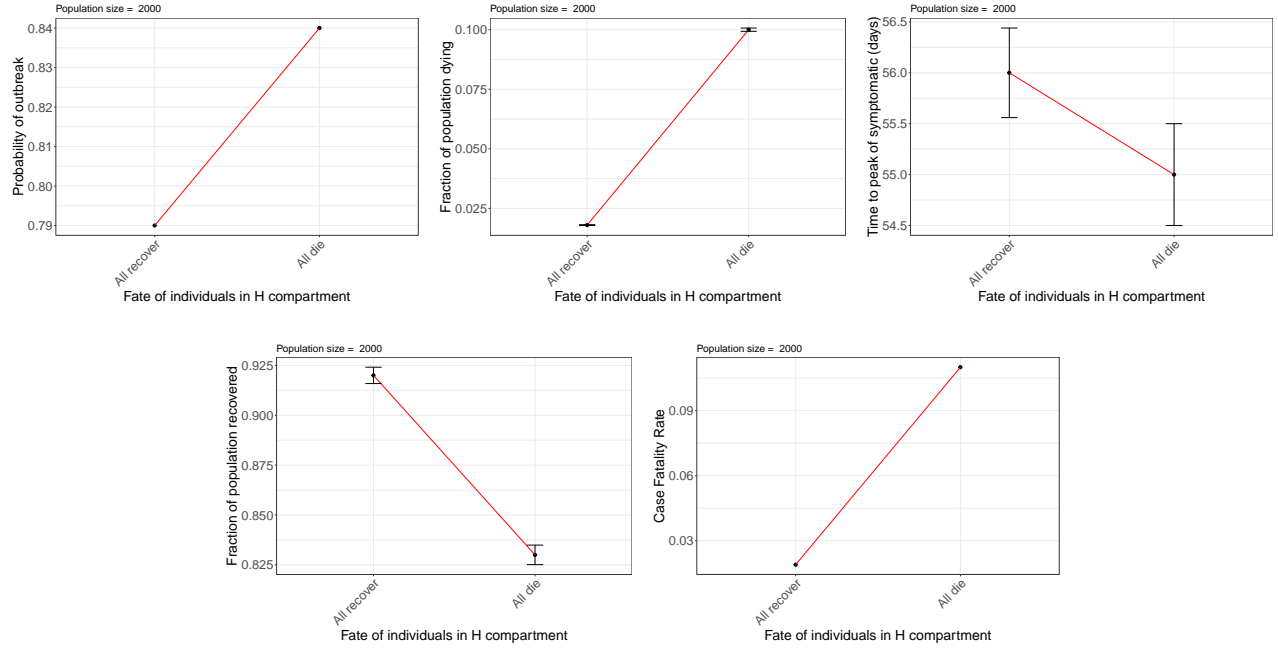 Population size = 2000
Probability of outbreak
0.84
0.83
0.82
0.81
0.80
0.79
All recover
All die
Fate of individuals in H compartment
Population size = 2000
Fraction of population dying
0.100
0.075
0.050
0.025
All recover
All die
Fate of individuals in H compartment
Population size = 2000
Time to peak of symptomatic (days)
56.5
56.0
55.5
55.0
54.5
All recover
All die
Fate of individuals in H compartment
Population size = 2000
Fraction of population recovered
0.925
0.900
0.875
0.850
0.825
All recover
All die
Fate of individuals in H compartment
Population size = 2000
Case Fatality Rate
0.09
0.06
0.03
All recover
All die
Fate of individuals in H compartment